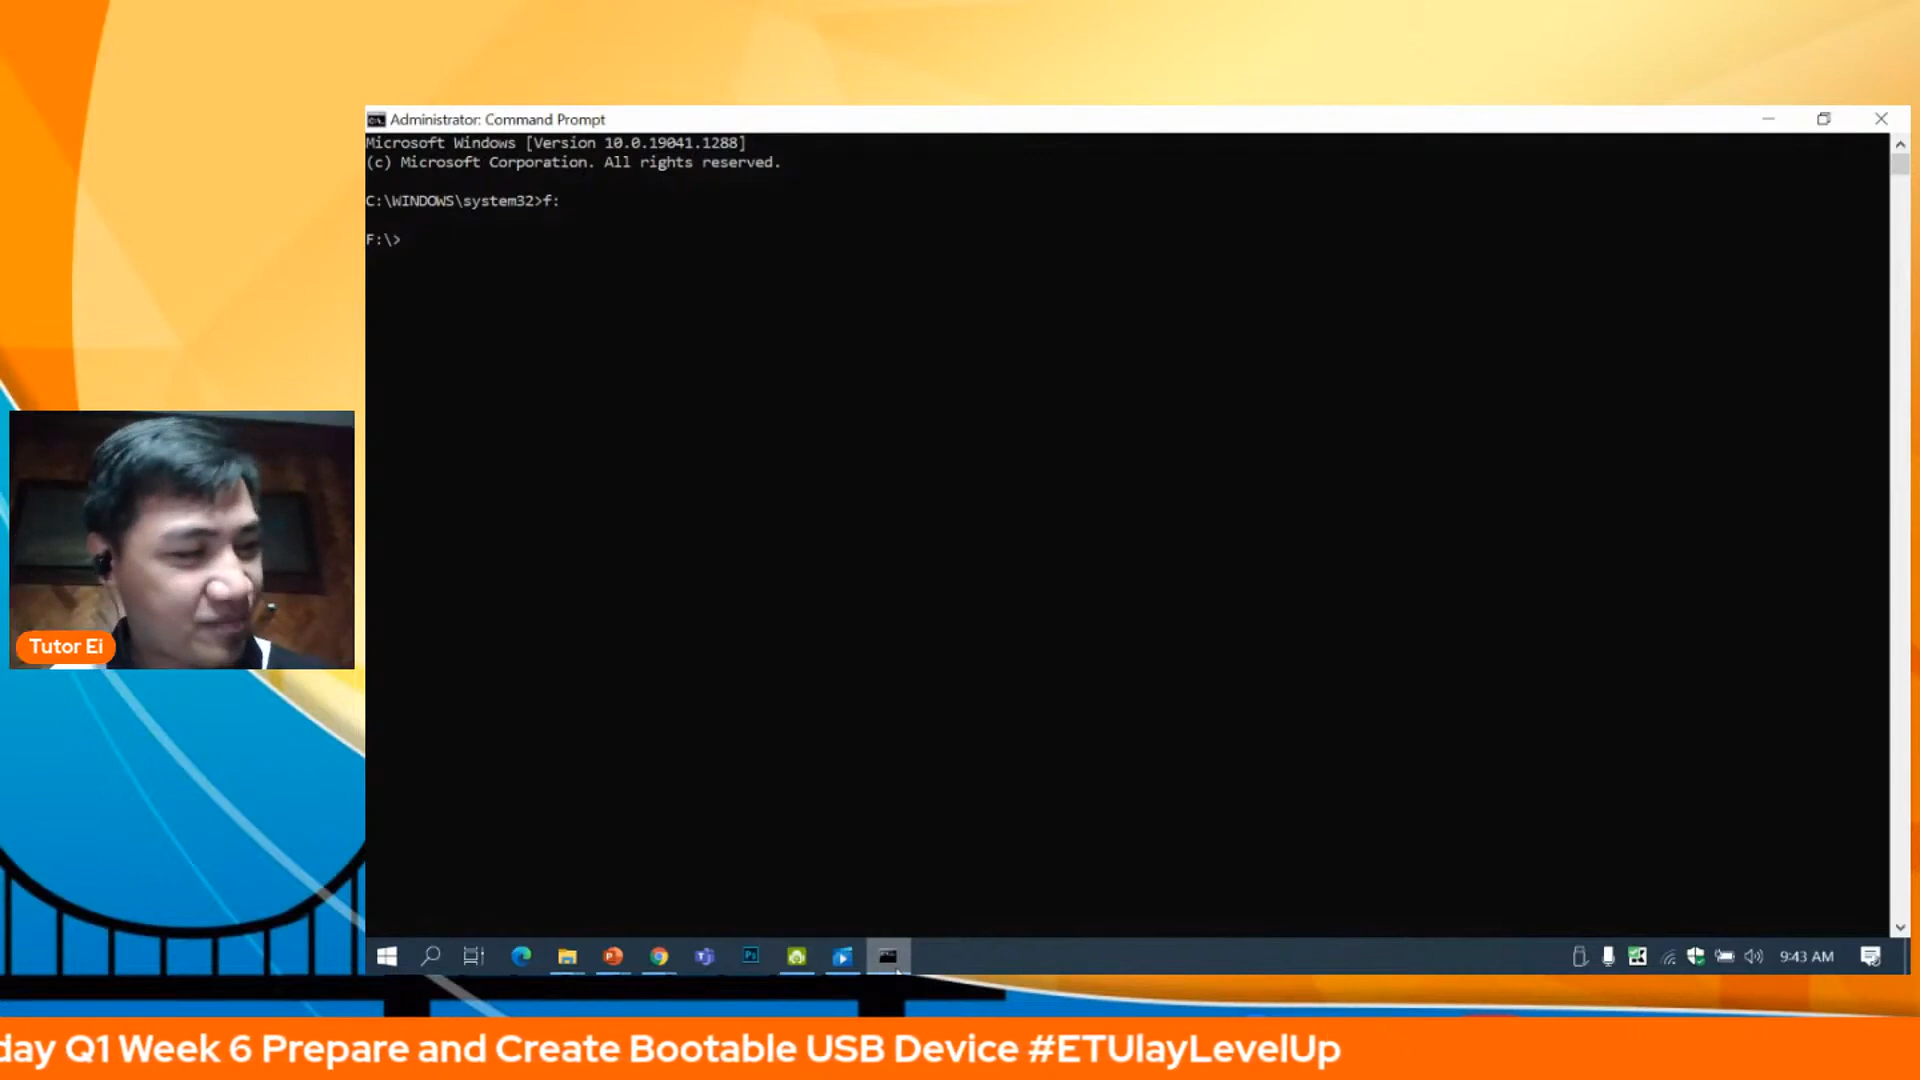 Administrator: Command Prompt
Microsoft Windows [Version 10.0.19041.1288]
(c) Microsoft Corporation. All rights reserved.
C:\WINDOWS\system32>f:
F:\>
Tutor Ei
9:43 AM
day Q1 Week 6 Prepare and Create Bootable USB Device #ETUlayLevelUp